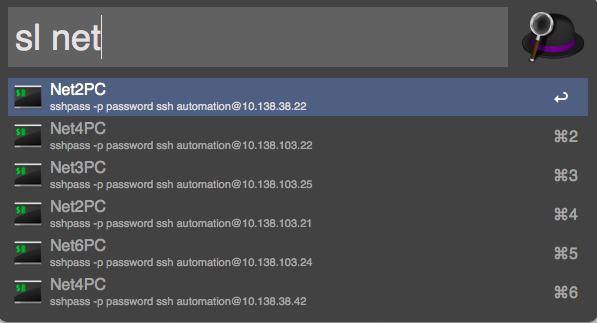 sl net
Net2PC
sshpass -p password ssh automation@10.138.38.22
↩
Net4PC
sshpass -p password ssh automation@10.138.103.22
⌘2
Net3PC
sshpass -p password ssh automation@10.138.103.25
⌘3
Net2PC
sshpass -p password ssh automation@10.138.103.21
⌘4
Net6PC
sshpass -p password ssh automation@10.138.103.24
⌘5
Net4PC
sshpass -p password ssh automation@10.138.38.42
⌘6